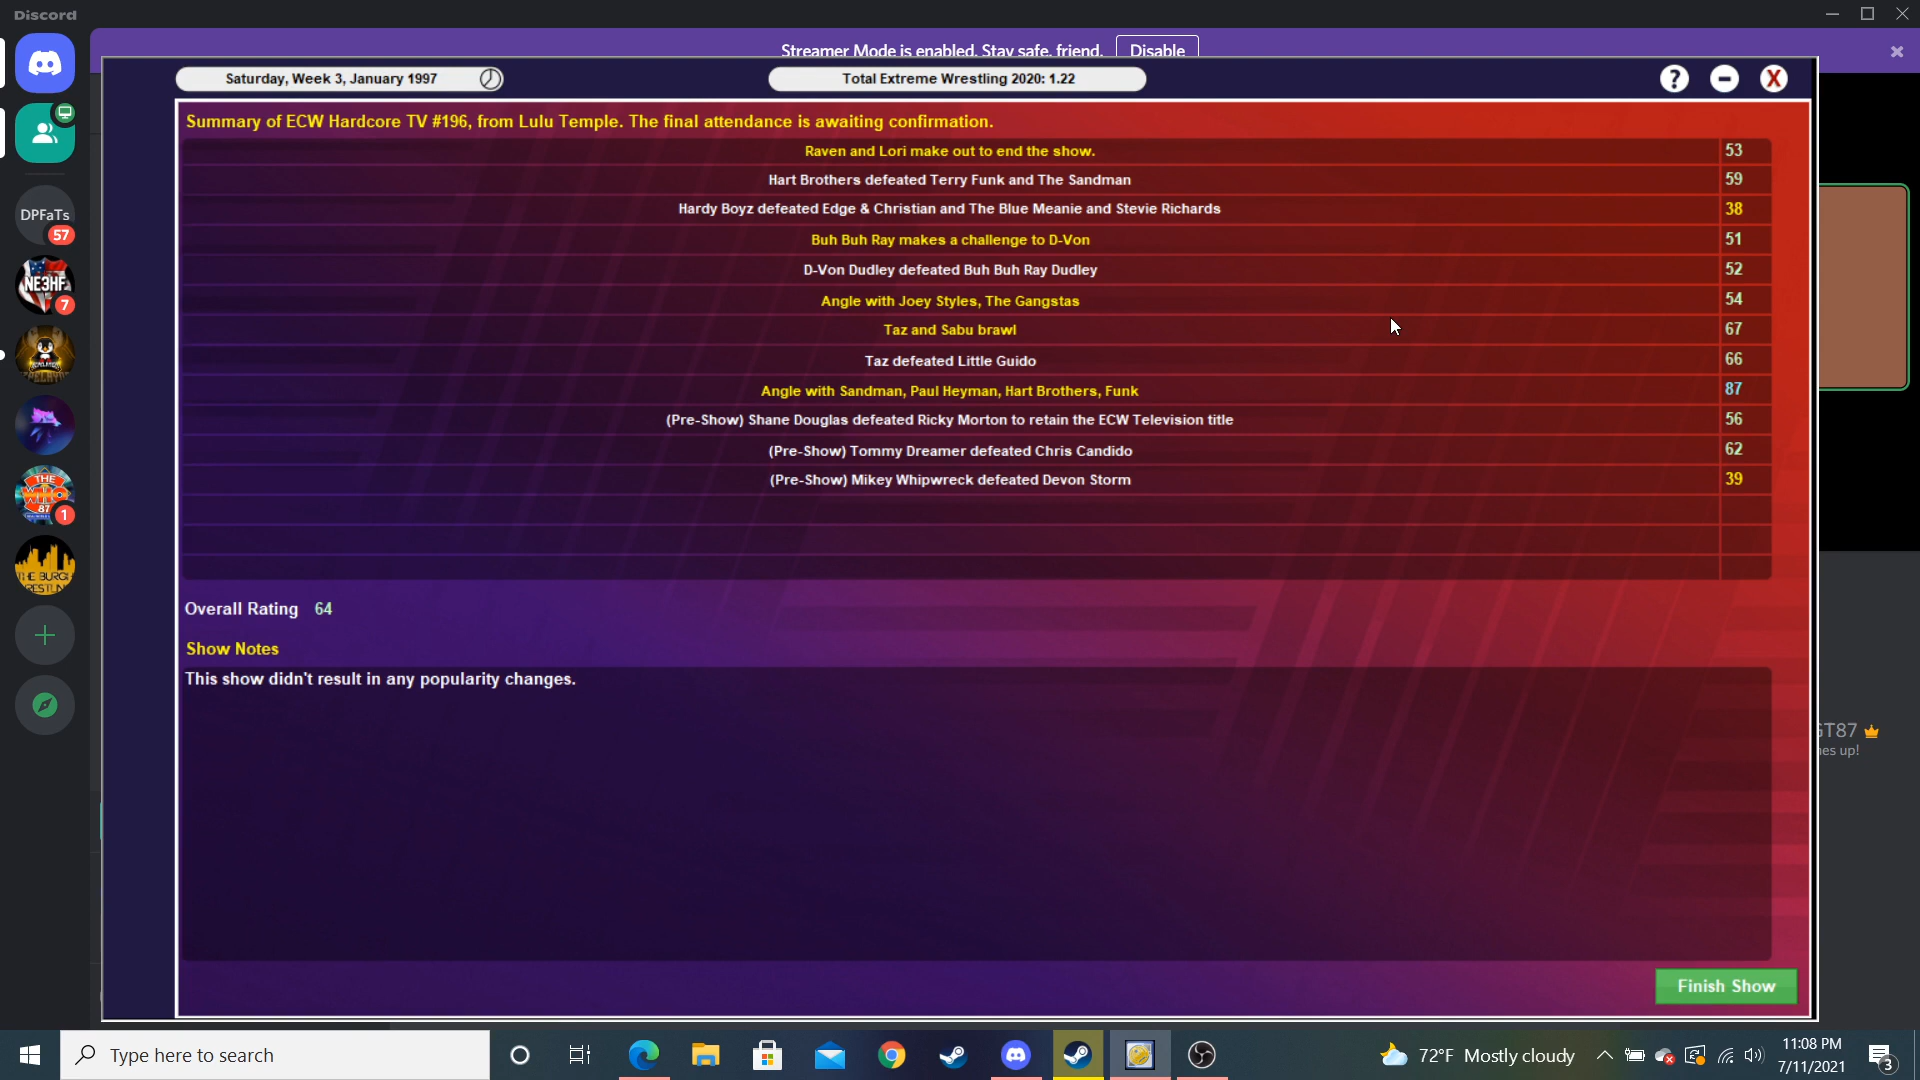 Discord
Streamer Mode is enabled. Stay safe, friend.
Disable
Saturday, Week 3, January 1997
Total Extreme Wrestling 2020: 1.22
?
X
Summary of ECW Hardcore TV #196, from Lulu Temple. The final attendance is awaiting confirmation.
Raven and Lori make out to end the show. 53
Hart Brothers defeated Terry Funk and The Sandman 59
Hardy Boyz defeated Edge & Christian and The Blue Meanie and Stevie Richards 38
Buh Buh Ray makes a challenge to D-Von 51
D-Von Dudley defeated Buh Buh Ray Dudley 52
Angle with Joey Styles, The Gangstas 54
Taz and Sabu brawl 67
Taz defeated Little Guido 66
Angle with Sandman, Paul Heyman, Hart Brothers, Funk 87
(Pre-Show) Shane Douglas defeated Ricky Morton to retain the ECW Television title 56
(Pre-Show) Tommy Dreamer defeated Chris Candido 62
(Pre-Show) Mikey Whipwreck defeated Devon Storm 39
Overall Rating 64
Show Notes
This show didn't result in any popularity changes.
Finish Show
DPFaTs
57
NE3HF
7
THE
WHO
87
1
THE BURGH
GT87
nes up!
Type here to search
72°F Mostly cloudy
11:08 PM
7/11/2021
3